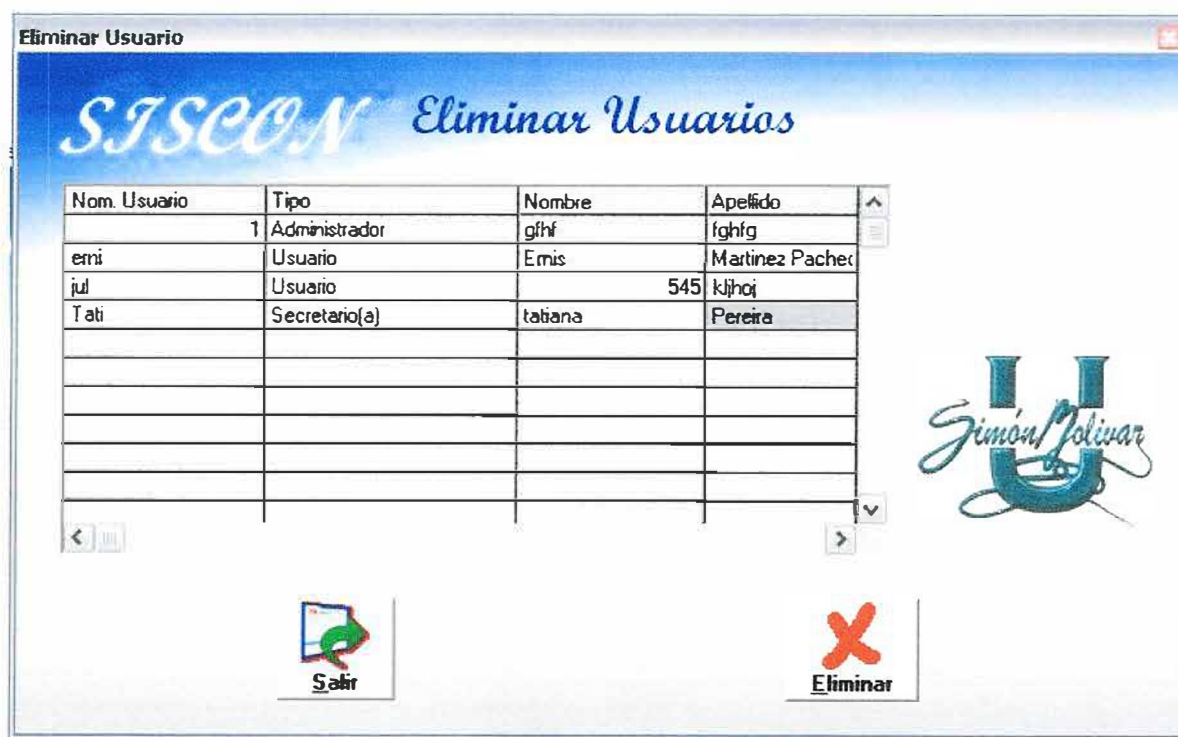 Eliminar Usuario
SISCON Eliminar Usuarios
Nom. Usuario Tipo Nombre Apellido
1 Administrador gfhf fghfg
emi Usuario Emis Martinez Pachec
jul Usuario 545 kljhoj
Tati Secretario(a) tatiana Pereira
Simón Bolivar
U
Salir Eliminar